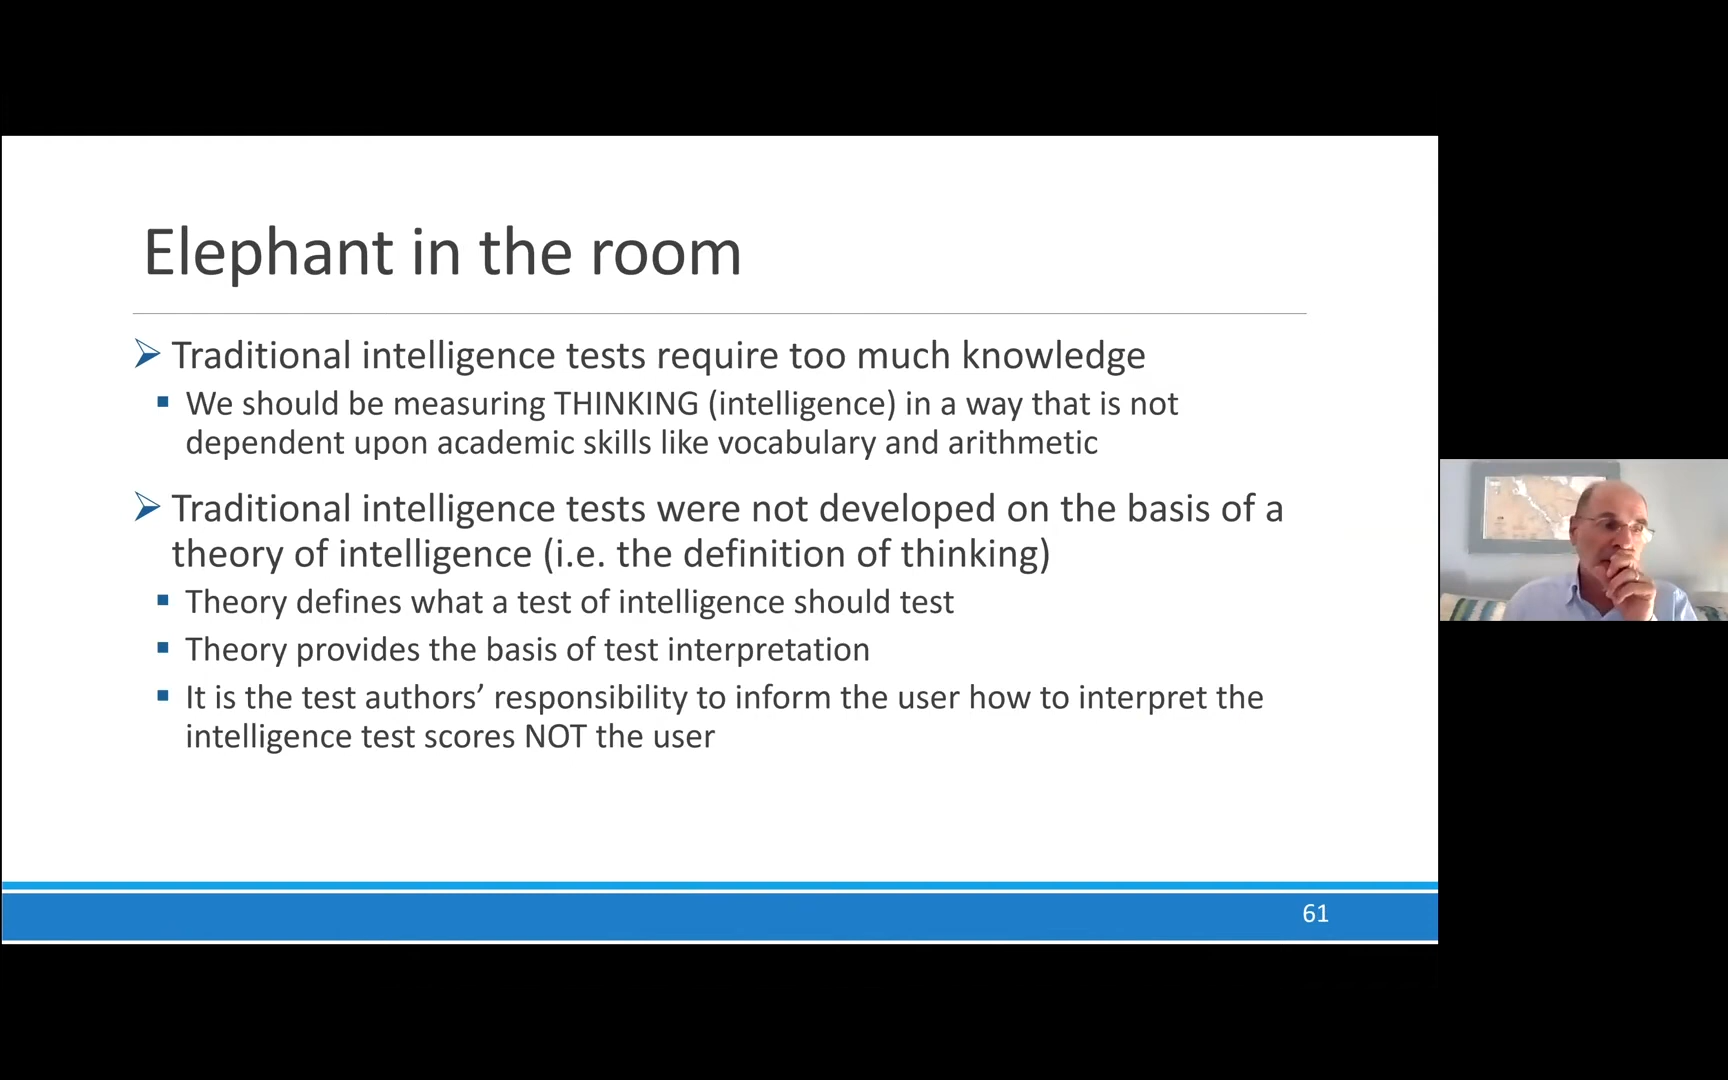 Elephant in the room
Traditional intelligence tests require too much knowledge
We should be measuring THINKING (intelligence) in a way that is not
dependent upon academic skills like vocabulary and arithmetic
Traditional intelligence tests were not developed on the basis of a
theory of intelligence (i.e. the definition of thinking)
Theory defines what a test of intelligence should test
Theory provides the basis of test interpretation
It is the test authors’ responsibility to inform the user how to interpret the
intelligence test scores NOT the user
61